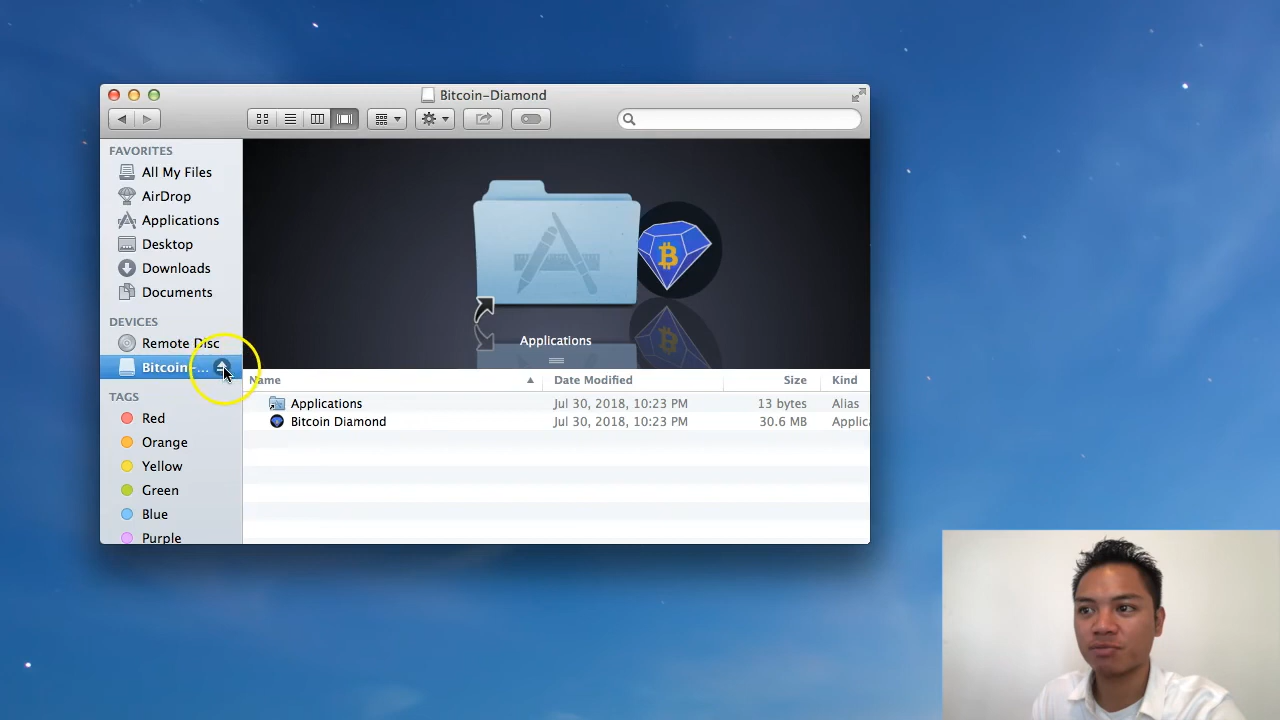 Bitcoin-Diamond
FAVORITES
All My Files
AirDrop
Applications
Desktop
Downloads
Documents
DEVICES
Remote Disc
Bitcoin-...
TAGS
Red
Orange
Yellow
Green
Blue
Purple
Applications
Name Date Modified Size Kind
Applications Jul 30, 2018, 10:23 PM 13 bytes Alias
Bitcoin Diamond Jul 30, 2018, 10:23 PM 30.6 MB Applic